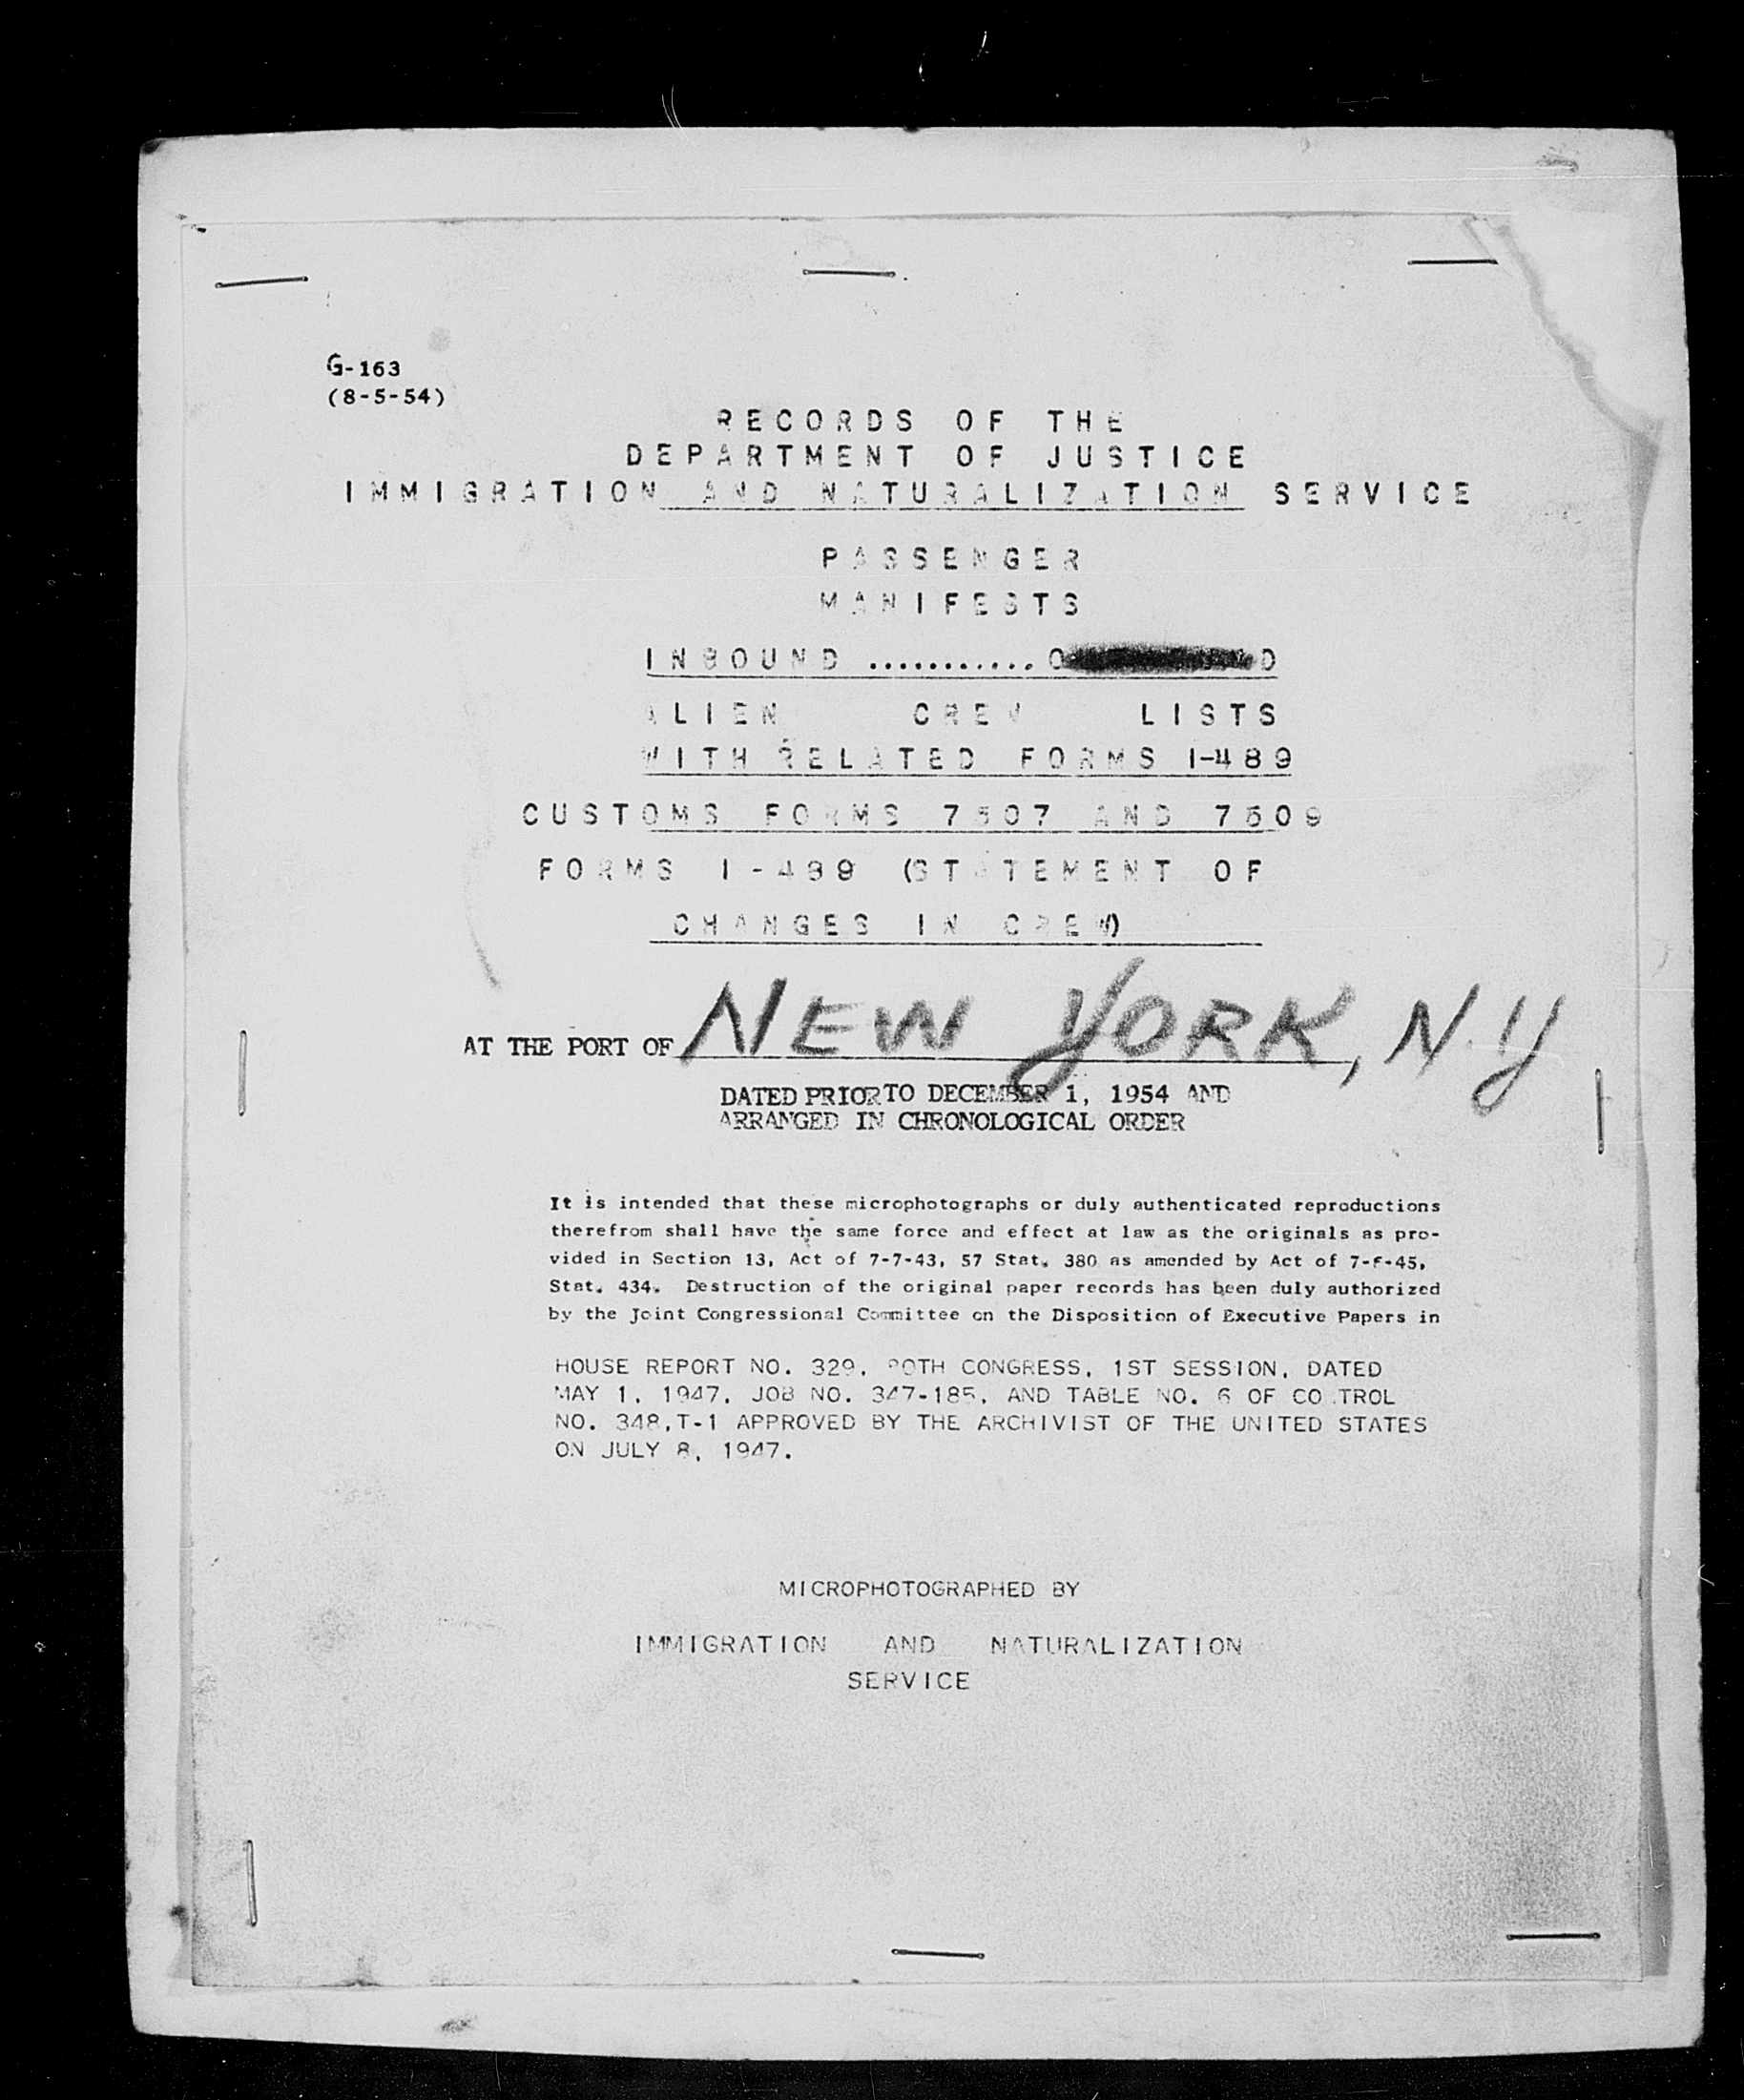 G-163
(8-5-54)
RECORDS OF THE
DEPARTMENT OF JUSTICE
IMMIGRATION AND NATURALIZATION SERVICE
PASSENGER
MANIFESTS
INBOUND ...........
ALIEN CREW LISTS
WITH RELATED FORMS I-489
CUSTOMS FORMS 7507 AND 7509
FORMS I-489 (STATEMENT OF
CHANGES IN CREW)
AT THE PORT OF NEW YORK, N.Y
DATED PRIOR TO DECEMBER 1, 1954 AND
ARRANGED IN CHRONOLOGICAL ORDER
It is intended that these microphotographs or duly authenticated reproductions
therefrom shall have the same force and effect at law as the originals as pro-
vided in Section 13, Act of 7-7-43, 57 Stat. 380 as amended by Act of
Stat. 434. Destruction of the original paper records has been duly authorized
by the Joint Congressional Committee on the Disposition of Executive Papers in
HOUSE REPORT NO. 329, 80TH CONGRESS, 1ST SESSION, DATED
MAY 1, 1947, JOB NO. 347-185, AND TABLE NO. 6 OF CO TROL
NO. 348,T-1 APPROVED BY THE ARCHIVIST OF THE UNITED STATES
ON JULY 8, 1947.
MICROPHOTOGRAPHED BY
IMMIGRATION AND NATURALIZATION
SERVICE